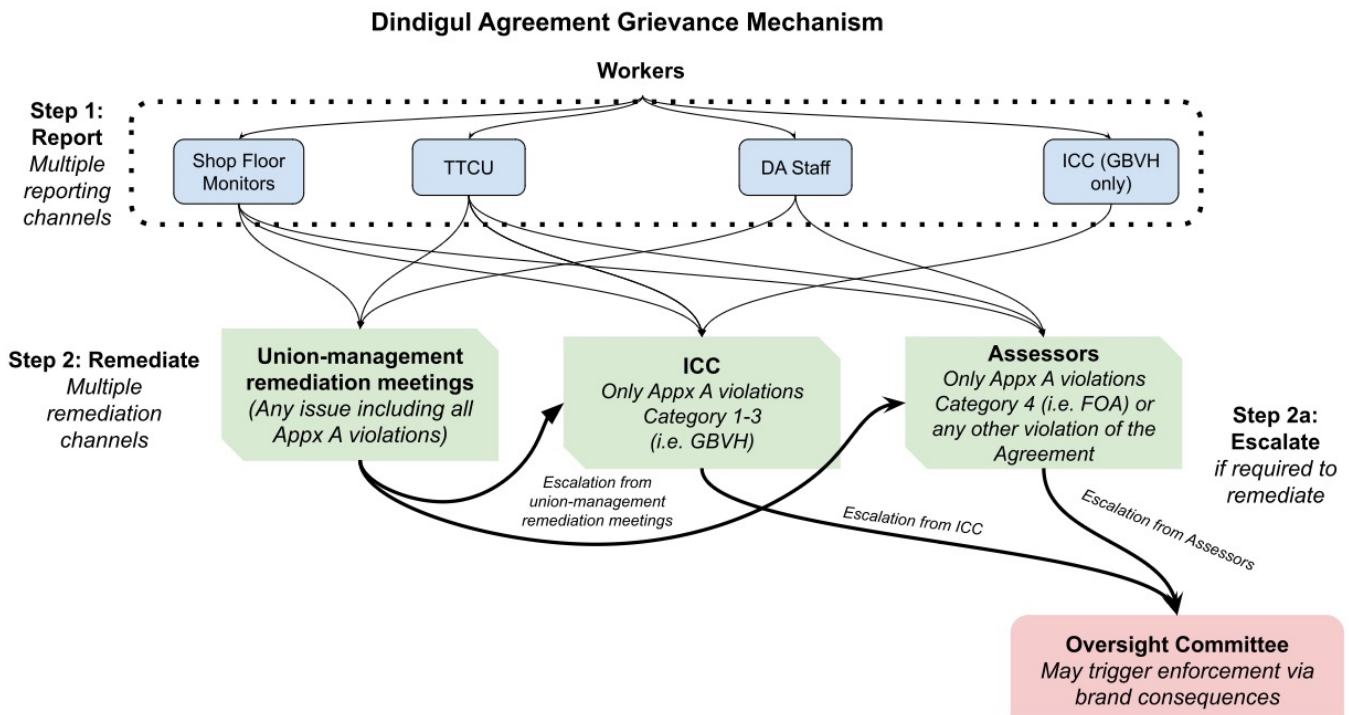 Dindigul Agreement Grievance Mechanism
Workers
Step 1:
Report
Multiple
reporting
channels
Shop Floor
Monitors
TTCU
DA Staff
ICC (GBVH
only)
Step 2: Remediate
Multiple
remediation
channels
Union-management
remediation meetings
(Any issue including all
Appx A violations)
ICC
Only Appx A violations
Category 1-3
(i.e. GBVH)
Assessors
Only Appx A violations
Category 4 (i.e. FOA) or
any other violation of the
Agreement
Step 2a:
Escalate
if required to
remediate
Escalation from
union-management
remediation meetings
Escalation from ICC
Escalation from Assessors
Oversight Committee
May trigger enforcement via
brand consequences